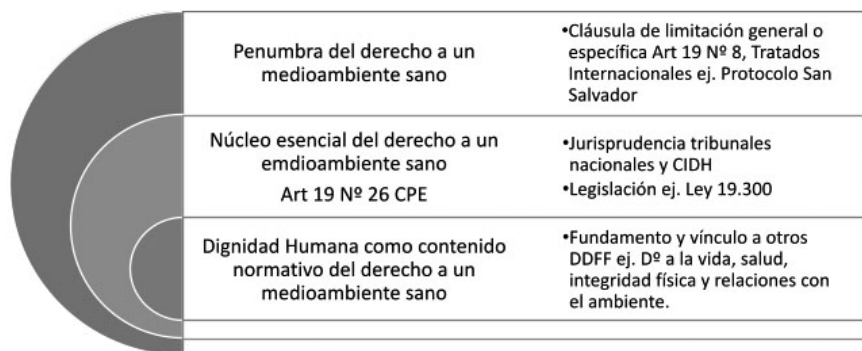 Penumbra del derecho a un
medioambiente sano
•Cláusula de limitación general o
específica Art 19 Nº 8, Tratados
Internacionales ej. Protocolo San
Salvador
Núcleo esencial del derecho a un
emdioambiente sano
Art 19 Nº 26 CPE
•Jurisprudencia tribunales
nacionales y CIDH
•Legislación ej. Ley 19.300
Dignidad Humana como contenido
normativo del derecho a un
medioambiente sano
•Fundamento y vínculo a otros
DDFF ej. Dº a la vida, salud,
integridad física y relaciones con
el ambiente.